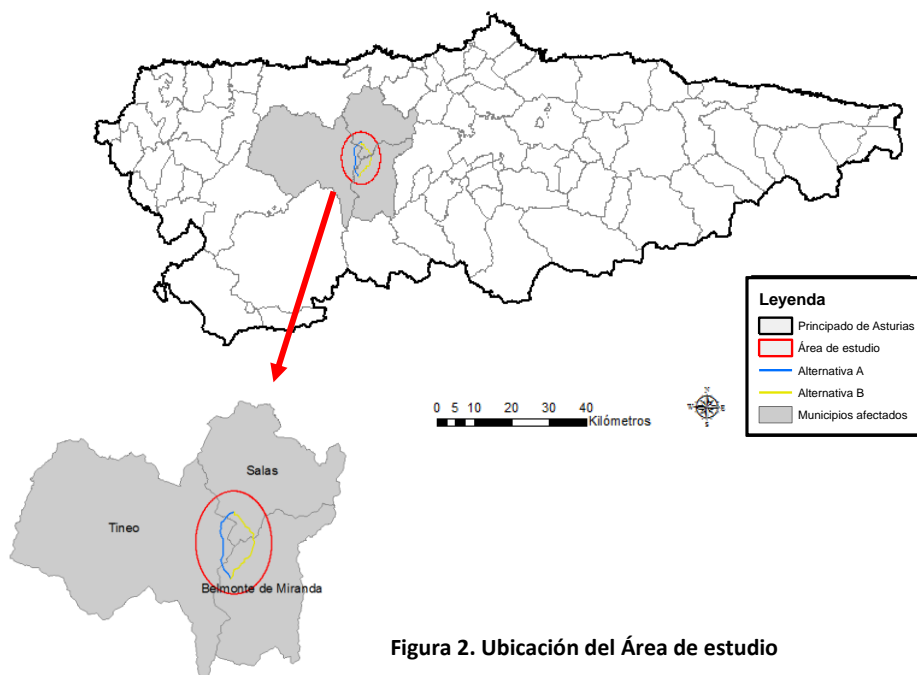 Leyenda
Principado de Asturias
Área de estudio
Alternativa A
Alternativa B
Municipios afectados
0 5 10 20 30 40
Kilómetros
N
E
S
Salas
Tineo
Belmonte de Miranda
Figura 2. Ubicación del Área de estudio